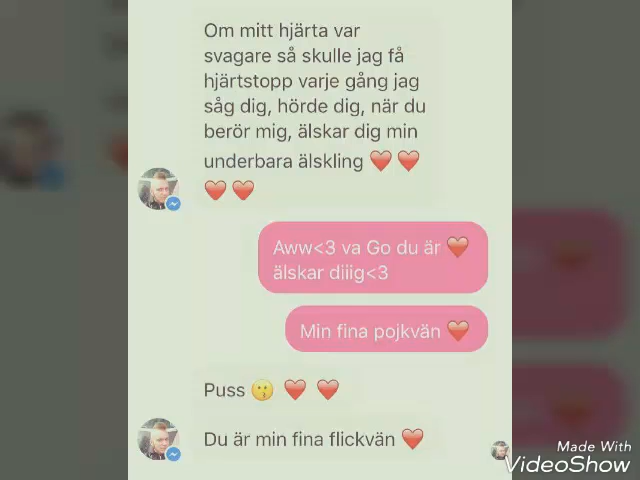 Om mitt hjärta var
svagare så skulle jag få
hjärtstopp varje gång jag
såg dig, hörde dig, när du
berör mig, älskar dig min
underbara älskling ❤️❤️
❤️❤️
Aww<3 va Go du är ❤️
älskar diiig<3
Min fina pojkvän ❤️
Puss 😗 ❤️ ❤️
Du är min fina flickvän ❤️
Made With
VideoShow